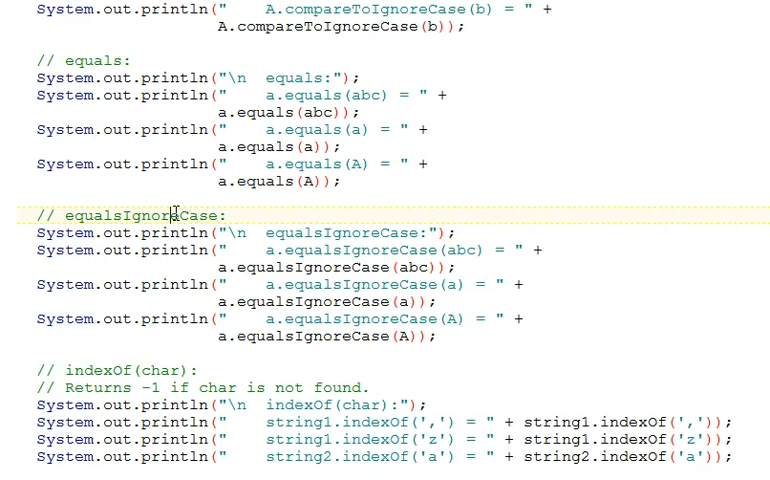 System.out.println("    A.compareToIgnoreCase(b) = " +
                   A.compareToIgnoreCase(b));

// equals:
System.out.println("\n  equals:");
System.out.println("    a.equals(abc) = " +
                   a.equals(abc));
System.out.println("    a.equals(a) = " +
                   a.equals(a));
System.out.println("    a.equals(A) = " +
                   a.equals(A));

// equalsIgnoreCase:
System.out.println("\n  equalsIgnoreCase:");
System.out.println("    a.equalsIgnoreCase(abc) = " +
                   a.equalsIgnoreCase(abc));
System.out.println("    a.equalsIgnoreCase(a) = " +
                   a.equalsIgnoreCase(a));
System.out.println("    a.equalsIgnoreCase(A) = " +
                   a.equalsIgnoreCase(A));

// indexOf(char):
// Returns -1 if char is not found.
System.out.println("\n  indexOf(char):");
System.out.println("    string1.indexOf(',') = " + string1.indexOf(','));
System.out.println("    string1.indexOf('z') = " + string1.indexOf('z'));
System.out.println("    string2.indexOf('a') = " + string2.indexOf('a'));